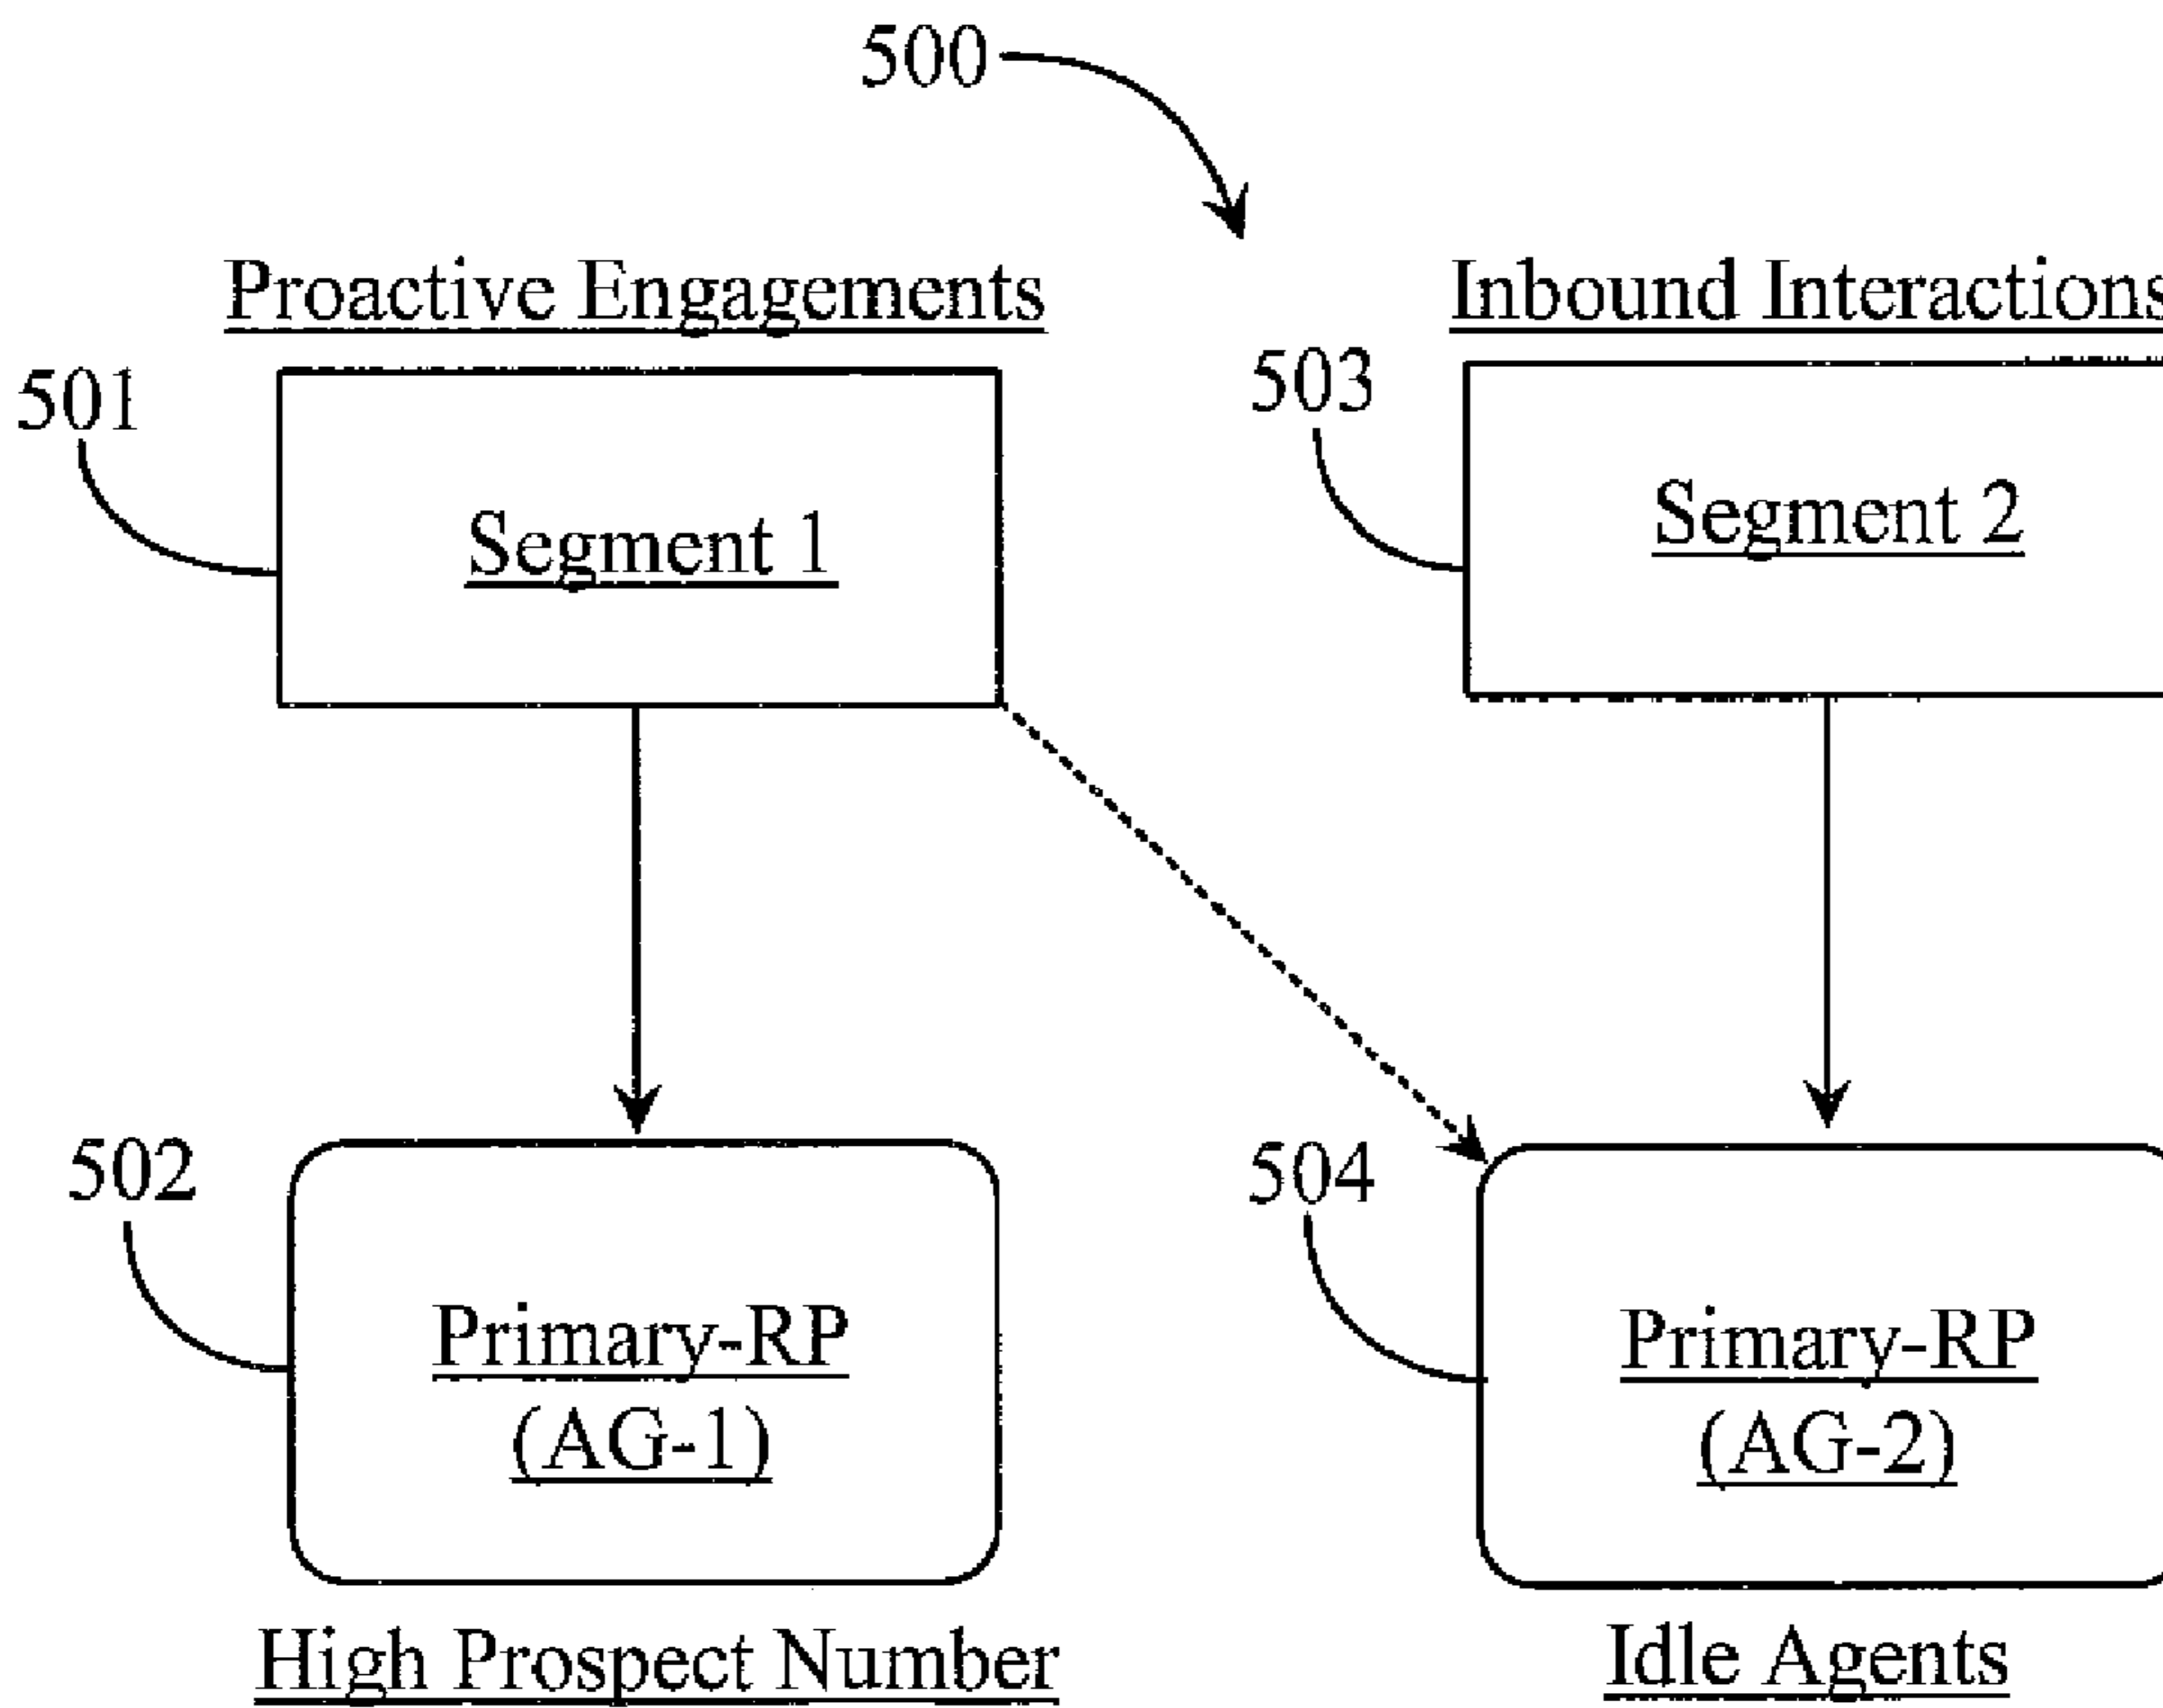 500
Proactive Engagements
Inbound Interactions
501
503
Segment 1
Segment 2
502
504
Primary-RP
(AG-1)
Primary-RP
(AG-2)
High Prospect Number
Idle Agents